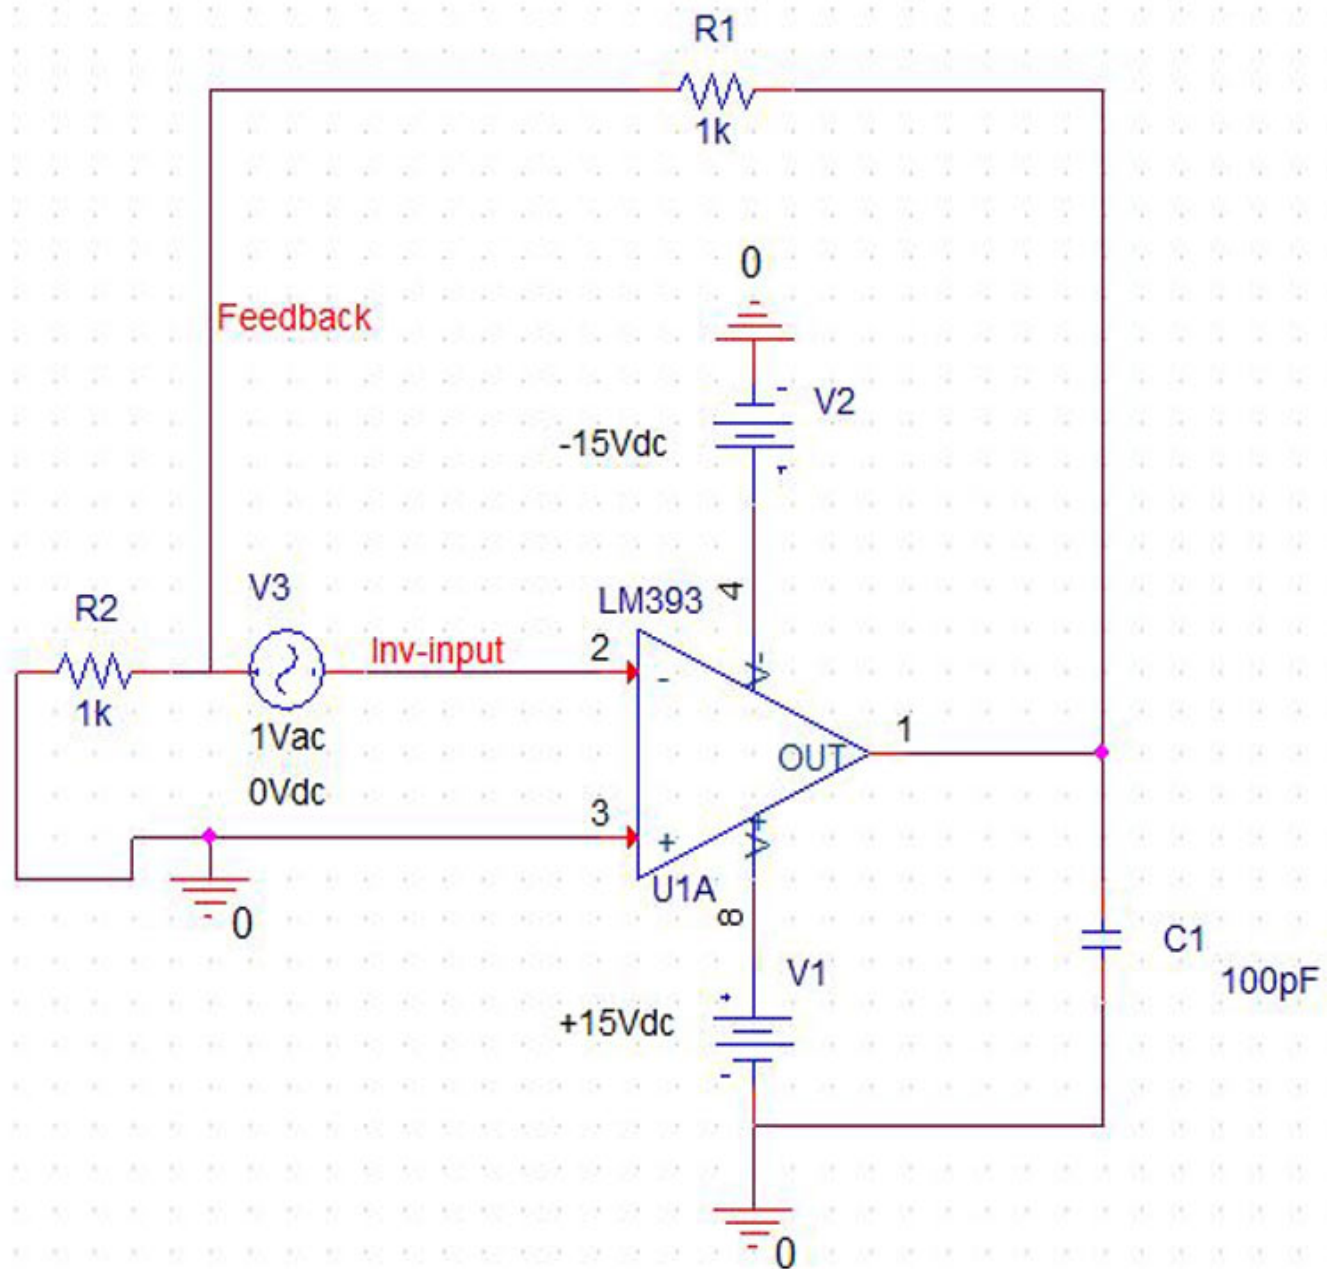 R1
1k
0
Feedback
-
V2
-15Vdc
+
V3
LM393
4
R2
Inv-input
2
-
V-
1k
1Vac
OUT
1
0Vdc
3
+
V+
U1A
8
0
C1
V1
100pF
+
+15Vdc
-
0